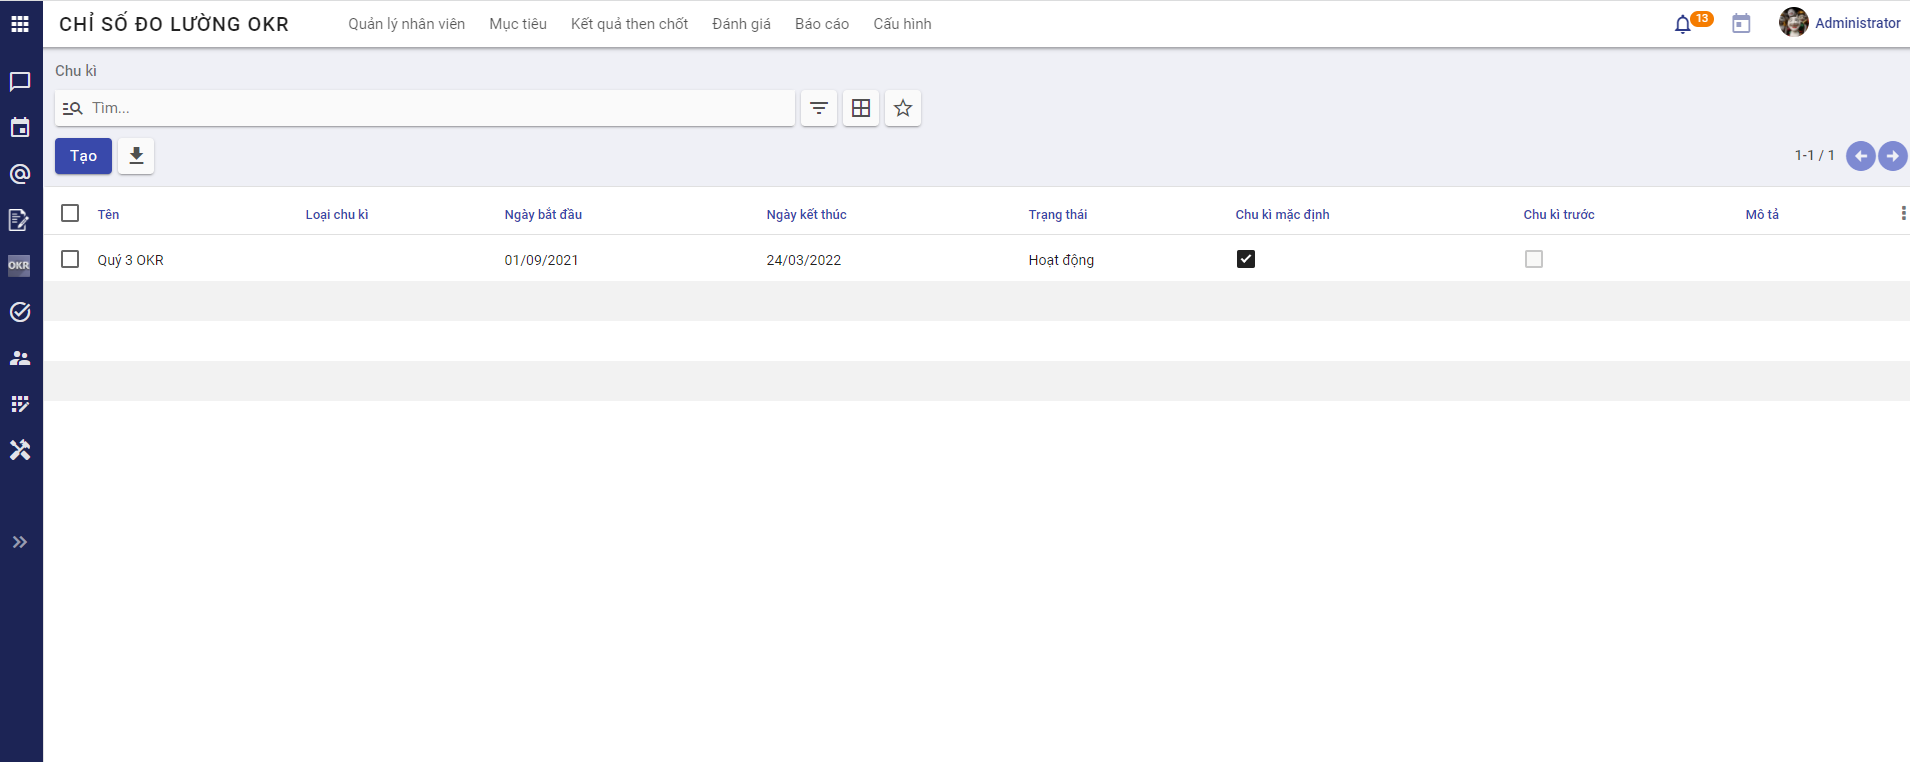 CHỈ SỐ ĐO LƯỜNG OKR Quản lý nhân viên Mục tiêu Kết quả then chốt Đánh giá Báo cáo Cấu hình 13 Administrator
Chu kì
Tìm...
Tạo 1-1 / 1
Tên Loại chu kì Ngày bắt đầu Ngày kết thúc Trạng thái Chu kì mặc định Chu kì trước Mô tả
Quý 3 OKR 01/09/2021 24/03/2022 Hoạt động
OKR